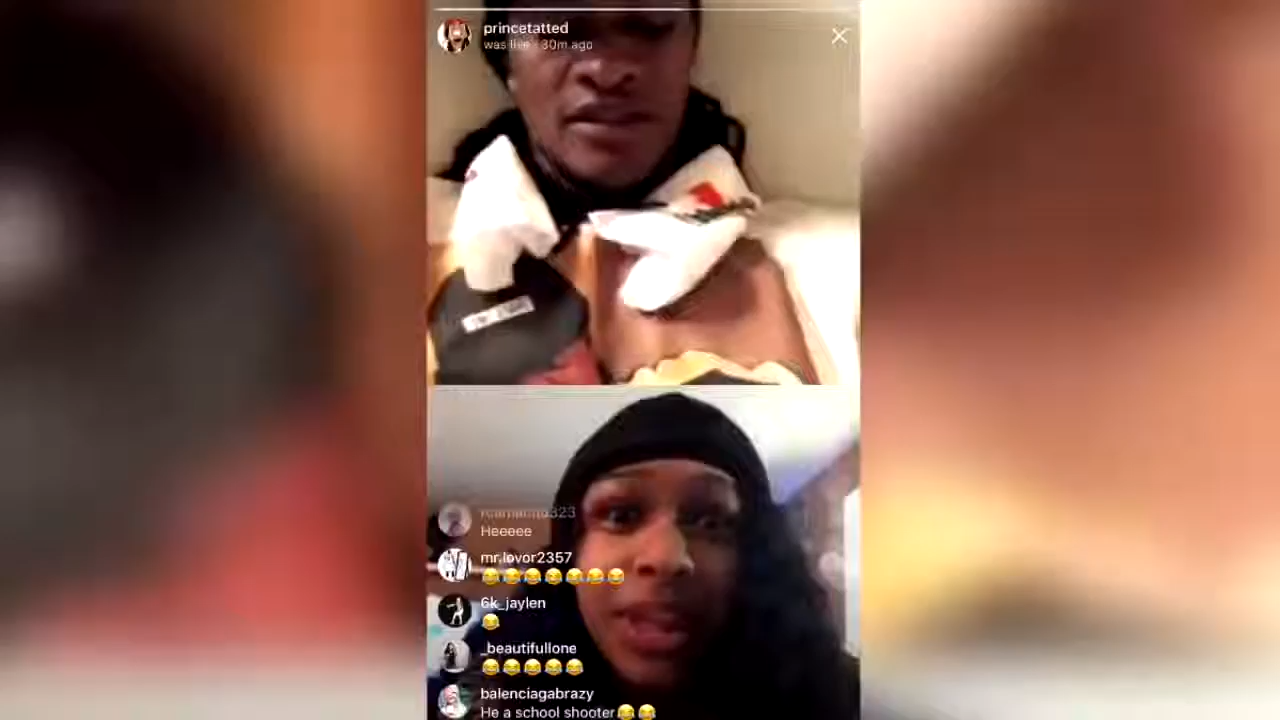 princetatted
was live · 30m ago
Heeeee
mr.lovor2357
😂😂😂😂😂😂😂
6k_jaylen
😂
_beautifullone
😂😂😂😂😂
balenciagabrazy
He a school shooter😂😂